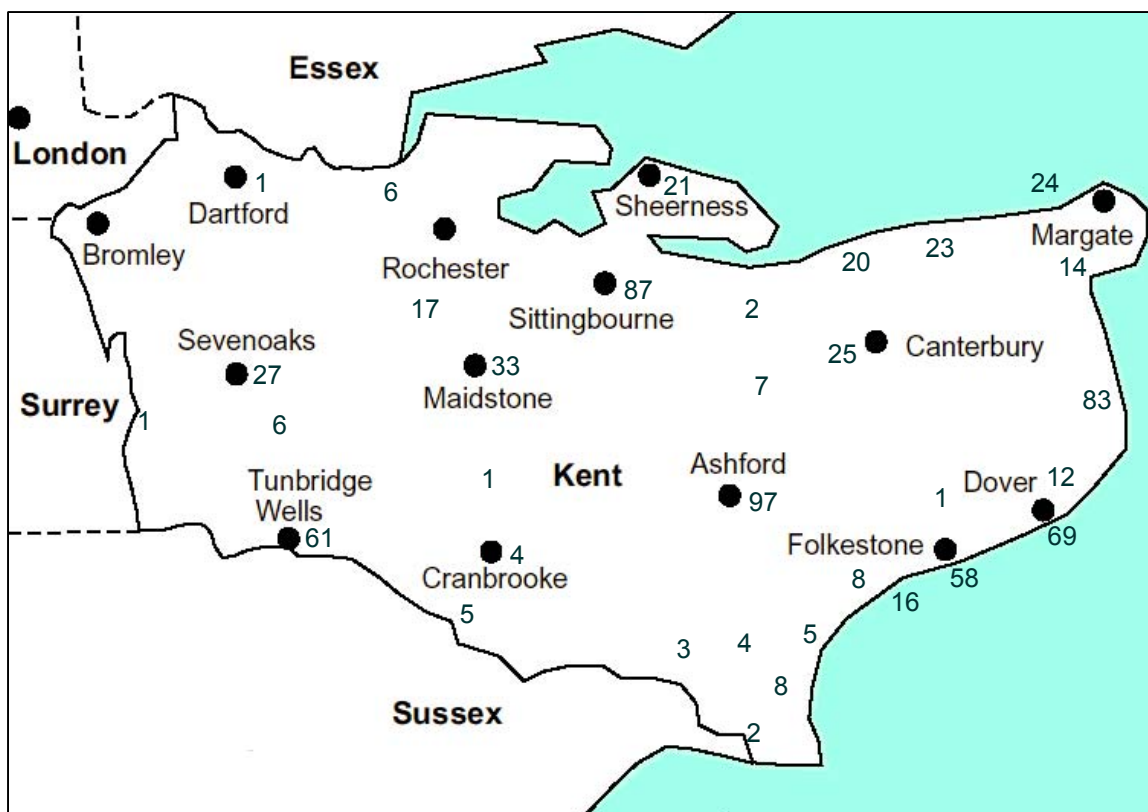 Essex
London
1
Dartford
6
21
Sheerness
24
Margate
Bromley
Rochester
23
20
14
17
87
Sittingbourne
2
Sevenoaks
27
33
Maidstone
25
Canterbury
7
Surrey
1
6
83
Tunbridge
Wells
61
1
Kent
Ashford
97
Dover
12
1
69
4
Cranbrooke
Folkestone
58
8
16
5
3
4
5
8
Sussex
2